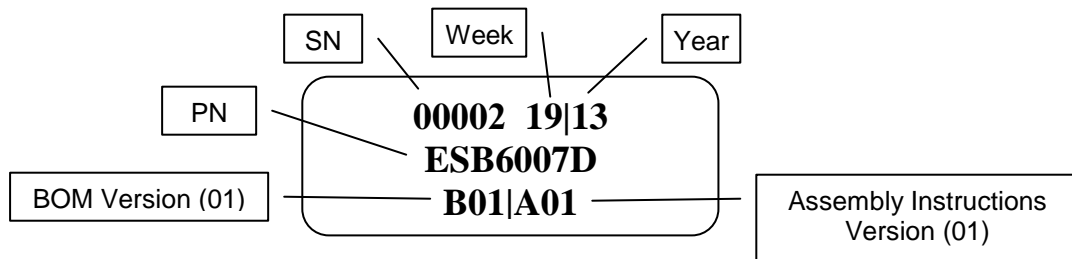 SN
Week
Year
00002 19|13
PN
ESB6007D
BOM Version (01)
B01|A01
Assembly Instructions
Version (01)